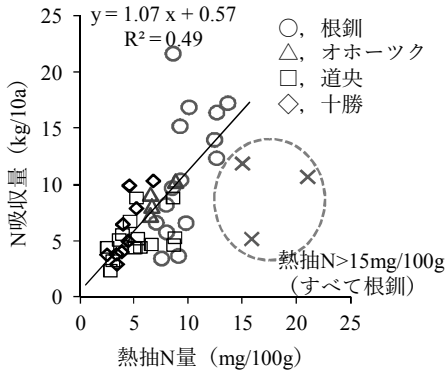 y = 1.07 x + 0.57
R² = 0.49
○, 根釧
△, オホーツク
□, 道央
◇, 十勝
25
20
15
10
5
0
N吸収量（kg/10a）
熱抽N>15mg/100g
（すべて根釧）
0 5 10 15 20 25
熱抽N量（mg/100g）